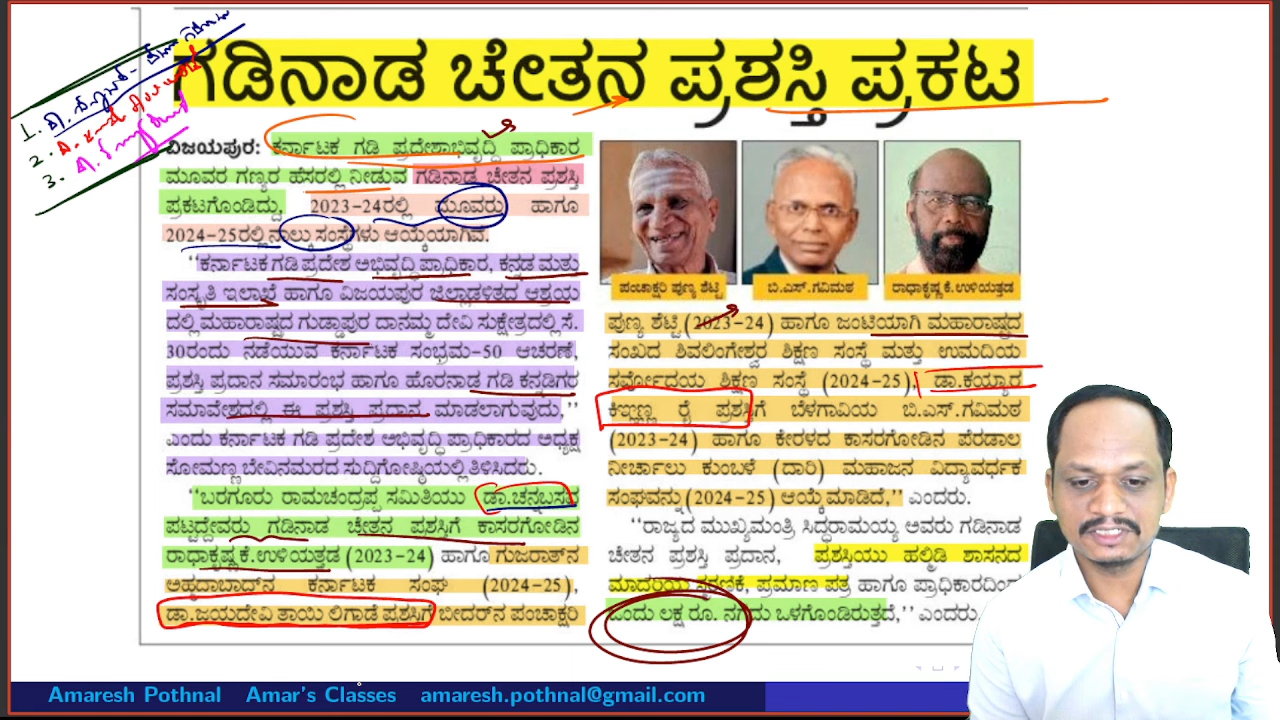 ಗಡಿನಾಡ ಚೇತನ ಪ್ರಶಸ್ತಿ ಪ್ರಕಟ
ವಿಜಯಪುರ: ಕರ್ನಾಟಕ ಗಡಿ ಪ್ರದೇಶಾಭಿವೃದ್ಧಿ ಪ್ರಾಧಿಕಾರ
ಮೂವರ ಗಣ್ಯರ ಹೆಸರಲ್ಲಿ ನೀಡುವ ಗಡಿನಾಡ ಚೇತನ ಪ್ರಶಸ್ತಿ
ಪ್ರಕಟಗೊಂಡಿದ್ದು, 2023-24ರಲ್ಲಿ ಮೂವರು ಹಾಗೂ
2024-25ರಲ್ಲಿ ನಾಲ್ಕು ಸಂಸ್ಥೆಗಳು ಆಯ್ಕೆಯಾಗಿವೆ.
‘‘ಕರ್ನಾಟಕ ಗಡಿ ಪ್ರದೇಶ ಅಭಿವೃದ್ಧಿ ಪ್ರಾಧಿಕಾರ, ಕನ್ನಡ ಮತ್ತು
ಸಂಸ್ಕೃತಿ ಇಲಾಖೆ ಹಾಗೂ ವಿಜಯಪುರ ಜಿಲ್ಲಾಡಳಿತದ ಆಶ್ರಯ
ದಲ್ಲಿ ಮಹಾರಾಷ್ಟ್ರದ ಗುಡ್ಡಾಪುರ ದಾನಮ್ಮ ದೇವಿ ಸುಕ್ಷೇತ್ರದಲ್ಲಿ ಸೆ.
30ರಂದು ನಡೆಯುವ ಕರ್ನಾಟಕ ಸಂಭ್ರಮ-50 ಆಚರಣೆ,
ಪ್ರಶಸ್ತಿ ಪ್ರದಾನ ಸಮಾರಂಭ ಹಾಗೂ ಹೊರನಾಡ ಗಡಿ ಕನ್ನಡಿಗರ
ಸಮಾವೇಶದಲ್ಲಿ ಈ ಪ್ರಶಸ್ತಿ ಪ್ರದಾನ ಮಾಡಲಾಗುವುದು,’’
ಎಂದು ಕರ್ನಾಟಕ ಗಡಿ ಪ್ರದೇಶ ಅಭಿವೃದ್ಧಿ ಪ್ರಾಧಿಕಾರದ ಅಧ್ಯಕ್ಷ
ಸೋಮಣ್ಣ ಬೇವಿನಮರದ ಸುದ್ದಿಗೋಷ್ಠಿಯಲ್ಲಿ ತಿಳಿಸಿದರು.
‘‘ಬರಗೂರು ರಾಮಚಂದ್ರಪ್ಪ ಸಮಿತಿಯು ಡಾ.ಚನ್ನಬಸವ
ಪಟ್ಟದ್ದೇವರು ಗಡಿನಾಡ ಚೇತನ ಪ್ರಶಸ್ತಿಗೆ ಕಾಸರಗೋಡಿನ
ರಾಧಾಕೃಷ್ಣ ಕೆ.ಉಳಿಯತ್ತಡ (2023-24) ಹಾಗೂ ಗುಜರಾತ್‌ನ
ಅಹ್ಮದಾಬಾದ್‌ನ ಕರ್ನಾಟಕ ಸಂಘ (2024-25),
ಡಾ.ಜಯದೇವಿ ತಾಯಿ ಲಿಗಾಡೆ ಪ್ರಶಸ್ತಿಗೆ ಬೀದರ್‌ನ ಪಂಚಾಕ್ಷರಿ
ಪಂಚಾಕ್ಷರಿ ಪುಣ್ಯ ಶೆಟ್ಟಿ
ಬಿ.ಎಸ್.ಗವಿಮಠ
ರಾಧಾಕೃಷ್ಣ ಕೆ.ಉಳಿಯತ್ತಡ
ಪುಣ್ಯ ಶೆಟ್ಟಿ (2023-24) ಹಾಗೂ ಜಂಟಿಯಾಗಿ ಮಹಾರಾಷ್ಟ್ರದ
ಸಂಖದ ಶಿವಲಿಂಗೇಶ್ವರ ಶಿಕ್ಷಣ ಸಂಸ್ಥೆ ಮತ್ತು ಉಮದಿಯ
ಸರ್ವೋದಯ ಶಿಕ್ಷಣ ಸಂಸ್ಥೆ (2024-25), ಡಾ.ಕಯ್ಯಾರ
ಕಿಞ್ಞಣ್ಣ ರೈ ಪ್ರಶಸ್ತಿಗೆ ಬೆಳಗಾವಿಯ ಬಿ.ಎಸ್.ಗವಿಮಠ
(2023-24) ಹಾಗೂ ಕೇರಳದ ಕಾಸರಗೋಡಿನ ಪೆರಡಾಲ
ನೀರ್ಚಾಲು ಕುಂಬಳೆ (ದಾರಿ) ಮಹಾಜನ ವಿದ್ಯಾವರ್ಧಕ
ಸಂಘವನ್ನು (2024-25) ಆಯ್ಕೆ ಮಾಡಿದೆ,’’ ಎಂದರು.
‘‘ರಾಜ್ಯದ ಮುಖ್ಯಮಂತ್ರಿ ಸಿದ್ದರಾಮಯ್ಯ ಅವರು ಗಡಿನಾಡ
ಚೇತನ ಪ್ರಶಸ್ತಿ ಪ್ರದಾನ, ಪ್ರಶಸ್ತಿಯು ಹಲ್ಮಿಡಿ ಶಾಸನದ
ಮಾದರಿಯ ಸ್ಮರಣಿಕೆ, ಪ್ರಮಾಣ ಪತ್ರ ಹಾಗೂ ಪ್ರಾಧಿಕಾರದಿಂದ
ಒಂದು ಲಕ್ಷ ರೂ. ನಗದು ಒಳಗೊಂಡಿರುತ್ತದೆ,’’ ಎಂದರು.
Amaresh Pothnal Amar's Classes amaresh.pothnal@gmail.com